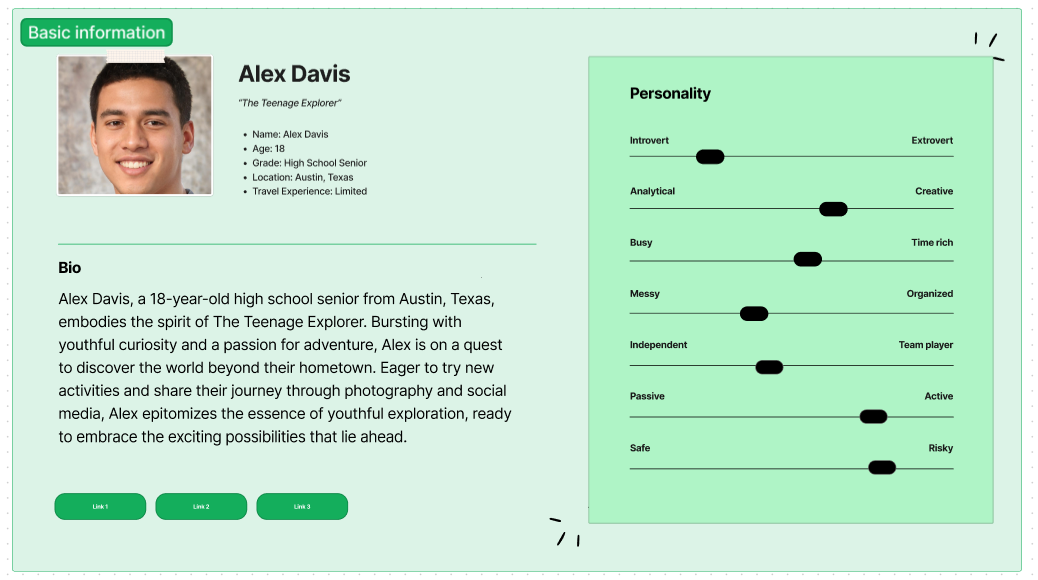 Basic information
Alex Davis
"The Teenage Explorer"
• Name: Alex Davis
• Age: 18
• Grade: High School Senior
• Location: Austin, Texas
• Travel Experience: Limited
Bio
Alex Davis, a 18-year-old high school senior from Austin, Texas,
embodies the spirit of The Teenage Explorer. Bursting with
youthful curiosity and a passion for adventure, Alex is on a quest
to discover the world beyond their hometown. Eager to try new
activities and share their journey through photography and social
media, Alex epitomizes the essence of youthful exploration, ready
to embrace the exciting possibilities that lie ahead.
Link 1 Link 2 Link 3
Personality
Introvert Extrovert
Analytical Creative
Busy Time rich
Messy Organized
Independent Team player
Passive Active
Safe Risky